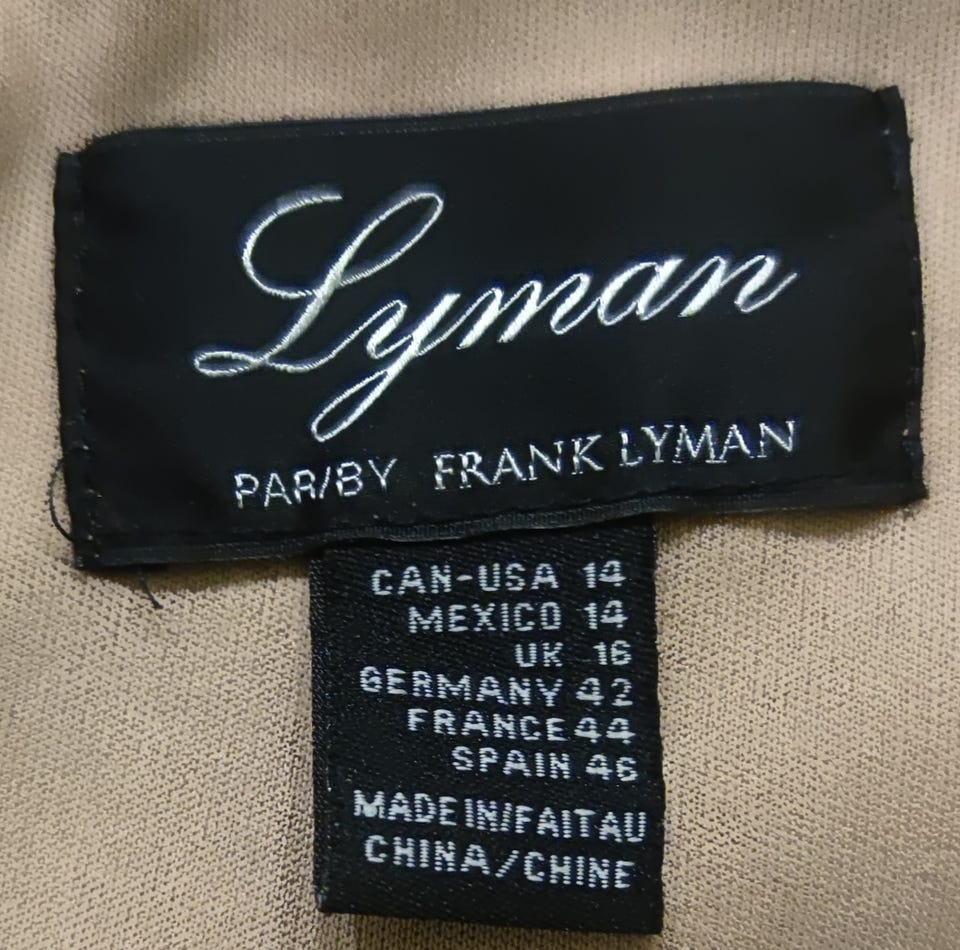 Lyman
PAR/BY FRANK LYMAN
CAN-USA 14
MEXICO 14
UK 16
GERMANY 42
FRANCE 44
SPAIN 46
MADE IN/FAIT AU
CHINA/CHINE